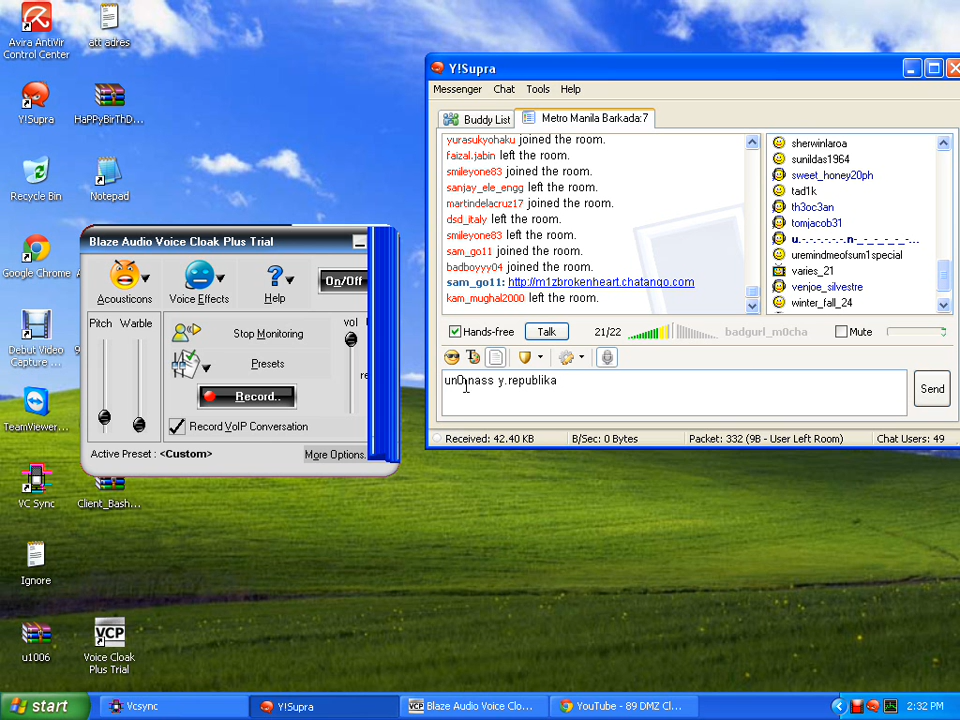 Avira AntiVir
Control Center
att adres
Y!Supra
HaPPyBirThD...
Recycle Bin
Notepad
Google Chrome
Debut Video
Capture ...
TeamViewer...
VC Sync
Client_Bash...
Ignore
u1006
VCP
Voice Cloak
Plus Trial
Blaze Audio Voice Cloak Plus Trial
Acousticons
Voice Effects
Help
On/Off
Pitch
Warble
vol
Stop Monitoring
Presets
re
Record..
Record VoIP Conversation
Active Preset : <Custom>
More Options.
Y!Supra
Messenger Chat Tools Help
Buddy List
Metro Manila Barkada:7
yurasukyohaku joined the room.
faizal.jabin left the room.
smileyone83 joined the room.
sanjay_ele_engg left the room.
martindelacruz17 joined the room.
dsd_italy left the room.
smileyone83 left the room.
sam_go11 joined the room.
badboyyy04 joined the room.
sam_go11: http://m1zbrokenheart.chatango.com
kam_mughal2000 left the room.
sherwinlaroa
sunildas1964
sweet_honey20ph
tad1k
th3oc3an
tomjacob31
u.-.-.-.-.-.n-_-_-_-_-...
uremindmeofsum1special
varies_21
venjoe_silvestre
winter_fall_24
Hands-free
Talk
21/22
badgurl_m0cha
Mute
y.republika
Send
Received: 42.40 KB
B/Sec: 0 Bytes
Packet: 332 (9B - User Left Room)
Chat Users: 49
start
Vcsync
Y!Supra
VCP Blaze Audio Voice Clo...
YouTube - 89 DMZ Cl...
2:32 PM